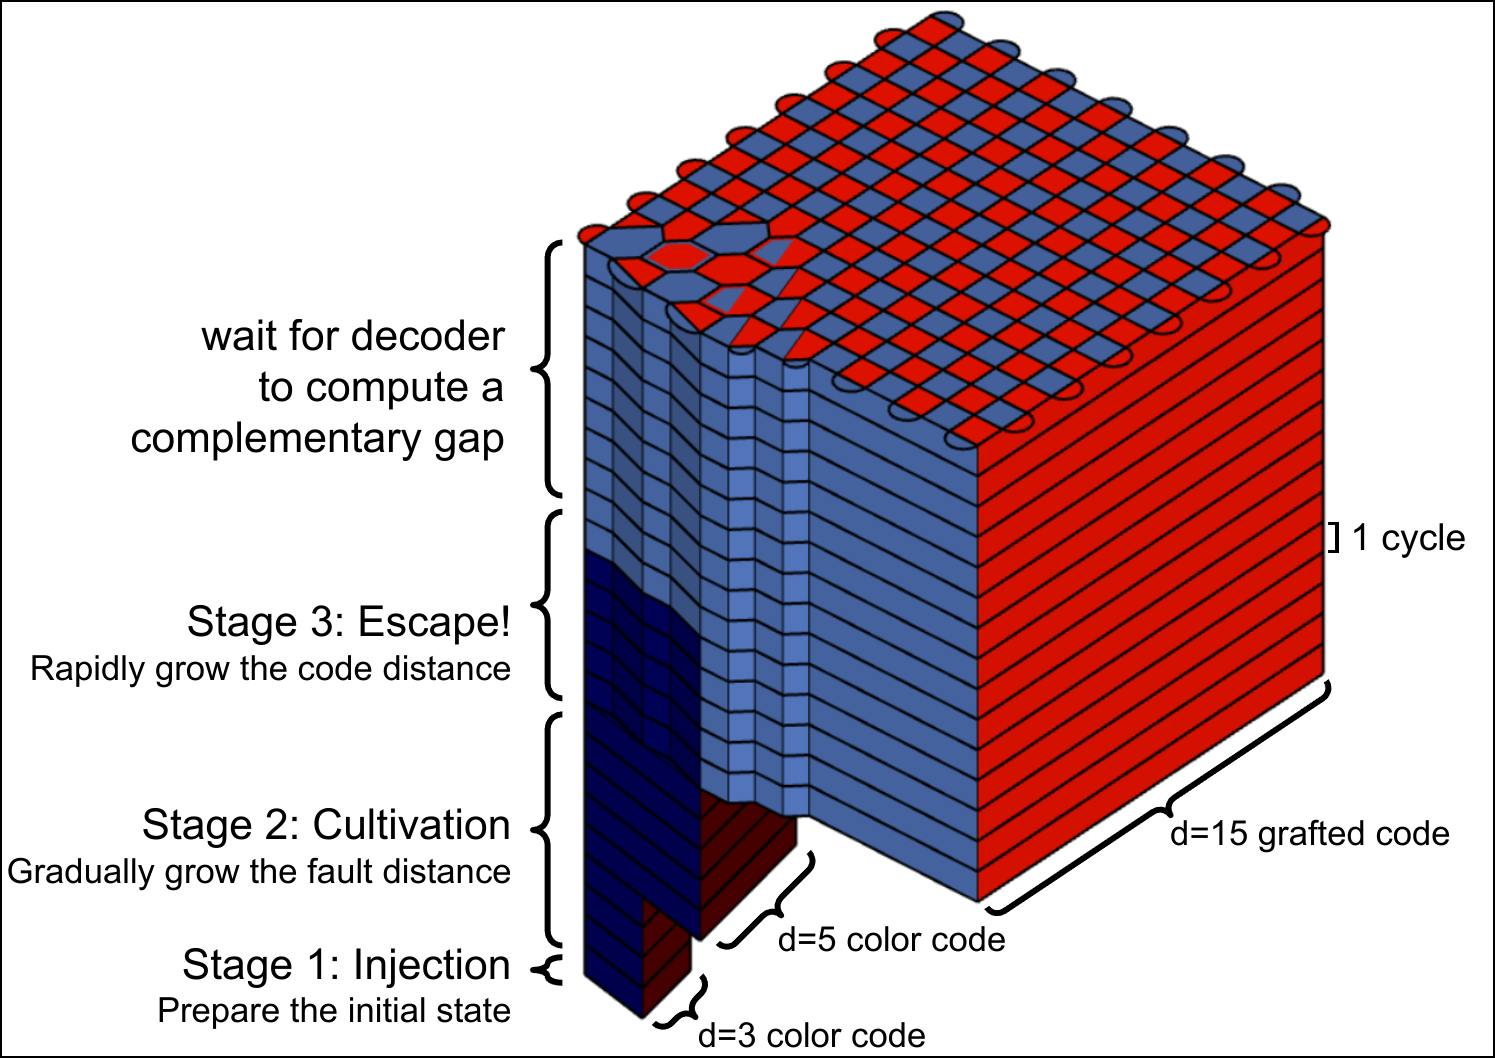 wait for decoder
to compute a
complementary gap
1 cycle
Stage 3: Escape!
Rapidly grow the code distance
Stage 2: Cultivation
Gradually grow the fault distance
d=15 grafted code
d=5 color code
Stage 1: Injection
Prepare the initial state
d=3 color code